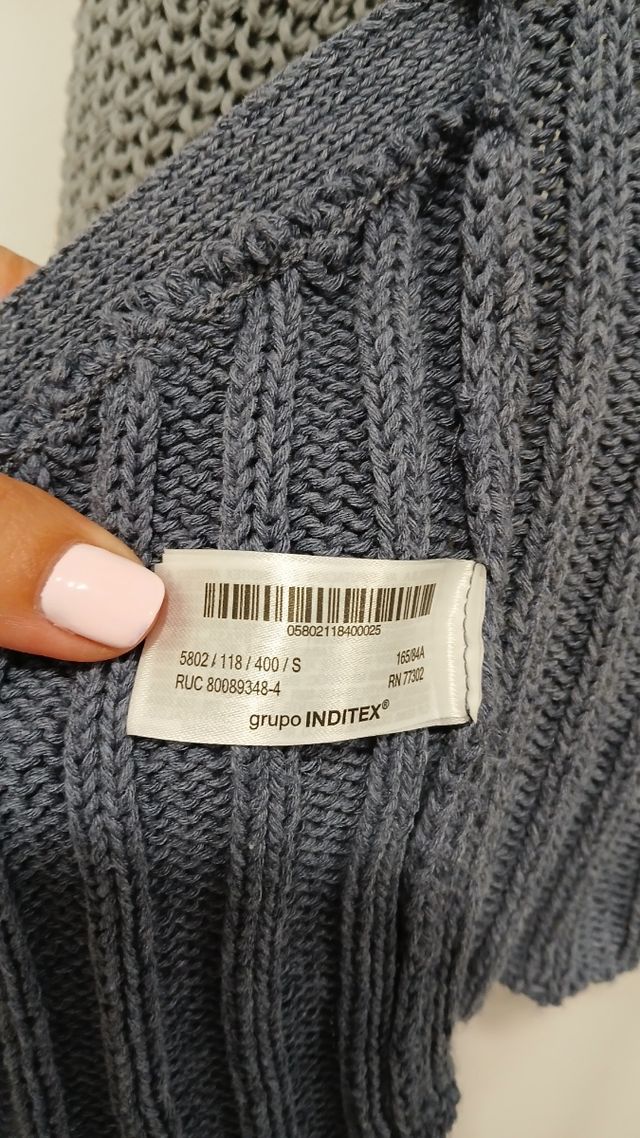 05802118400025
5802 / 118 / 400 / S 165/84A
RUC 80089348-4 RN 77302
grupo INDITEX®